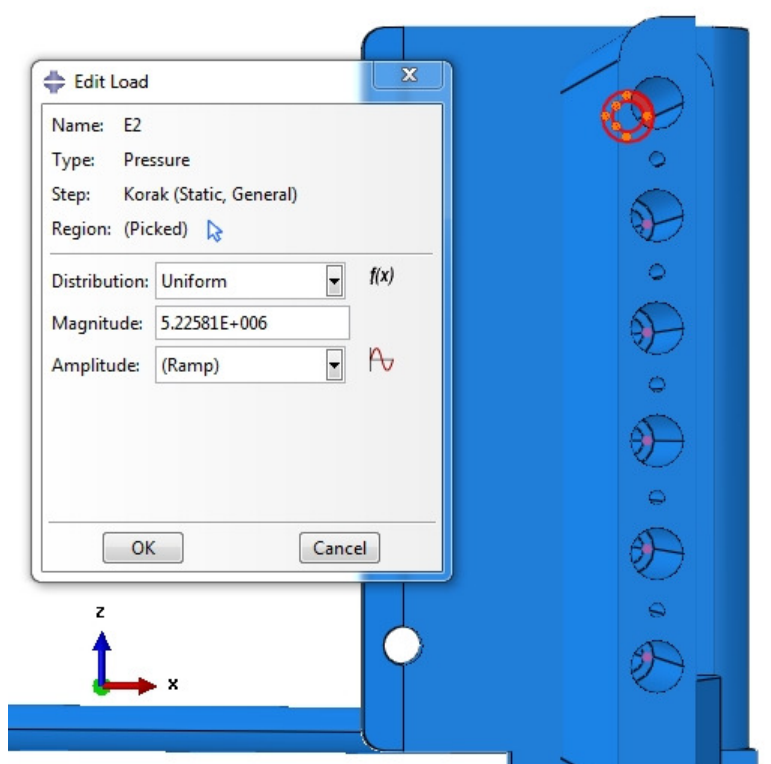 Edit Load
Name: E2
Type: Pressure
Step: Korak (Static, General)
Region: (Picked)
Distribution: Uniform f(x)
Magnitude: 5.22581E+006
Amplitude: (Ramp)
OK Cancel
z
x